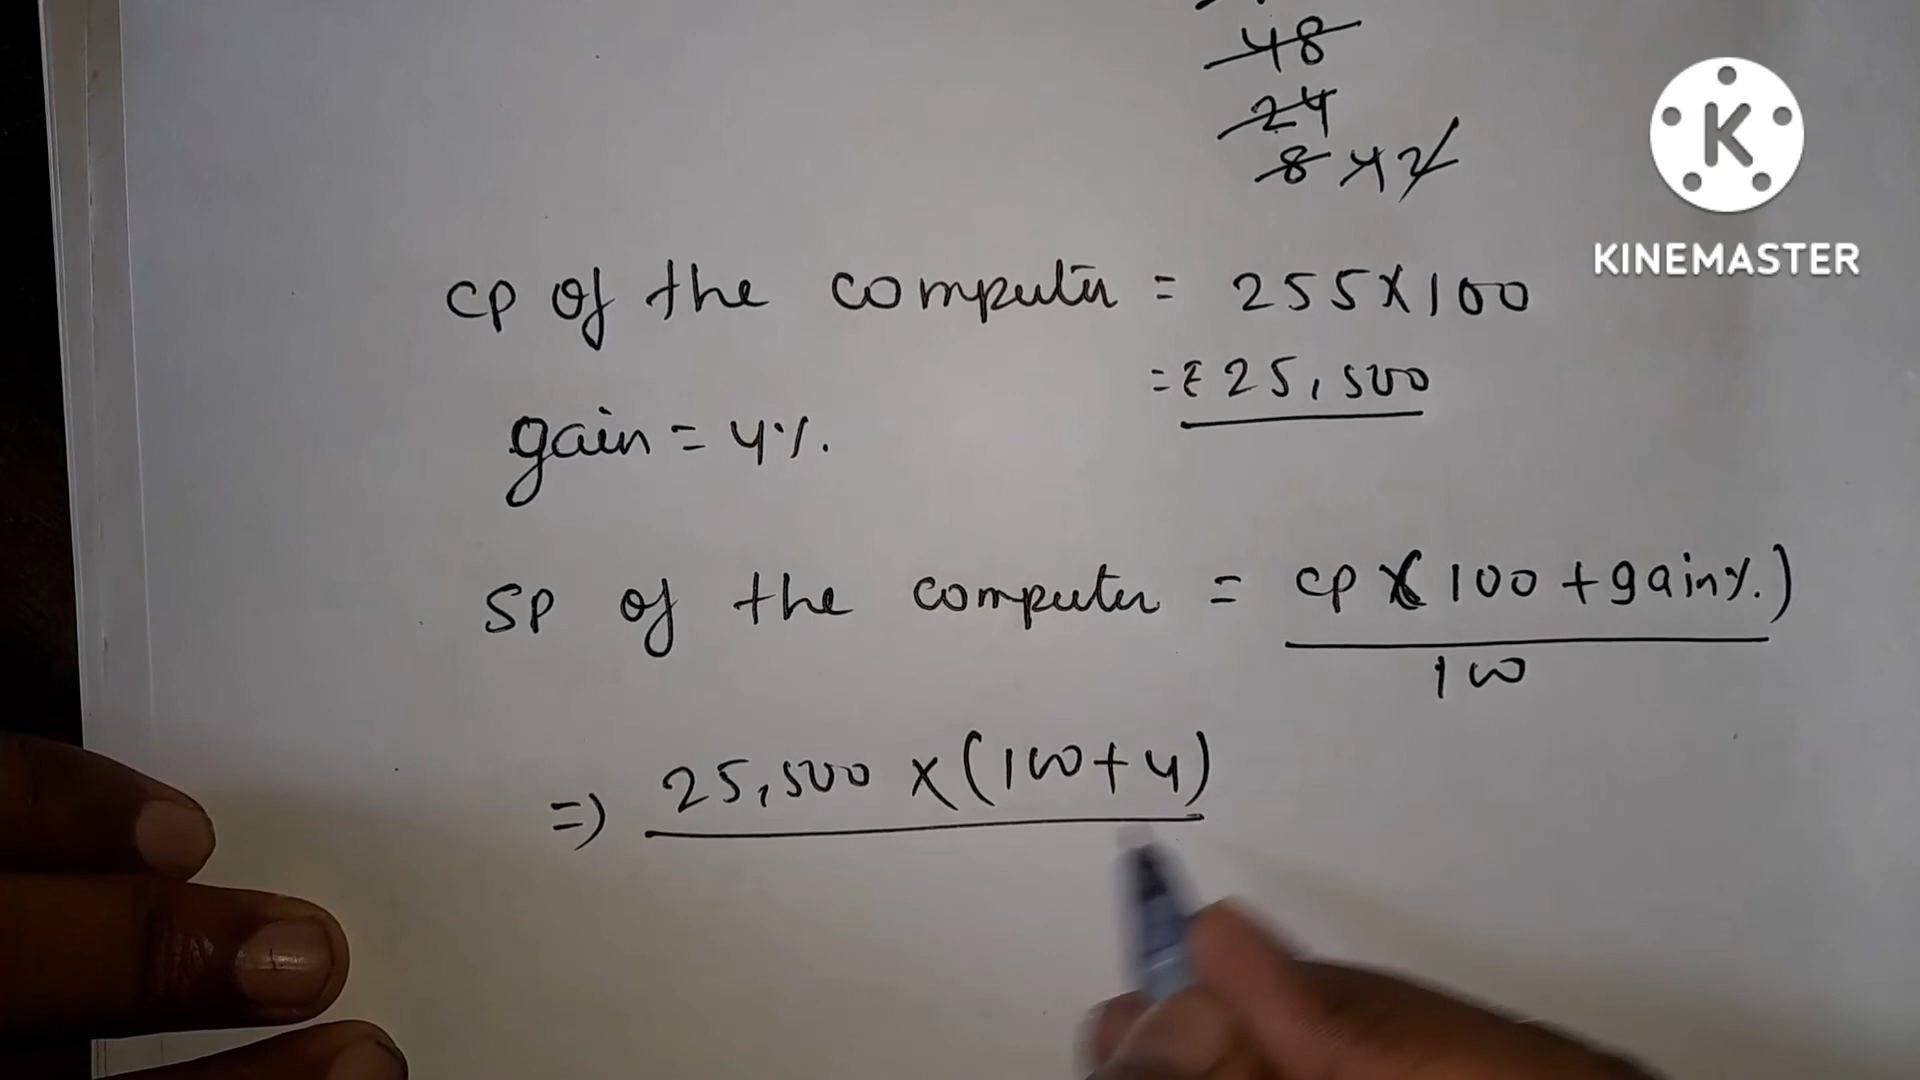 48
24
8 × 2
K
KINEMASTER
CP of the computer = 255 × 100
= ₹ 25,500
gain = 4%.
SP of the computer = CP × (100 + gain%.)
100
=) 25,500 × (100 + 4)